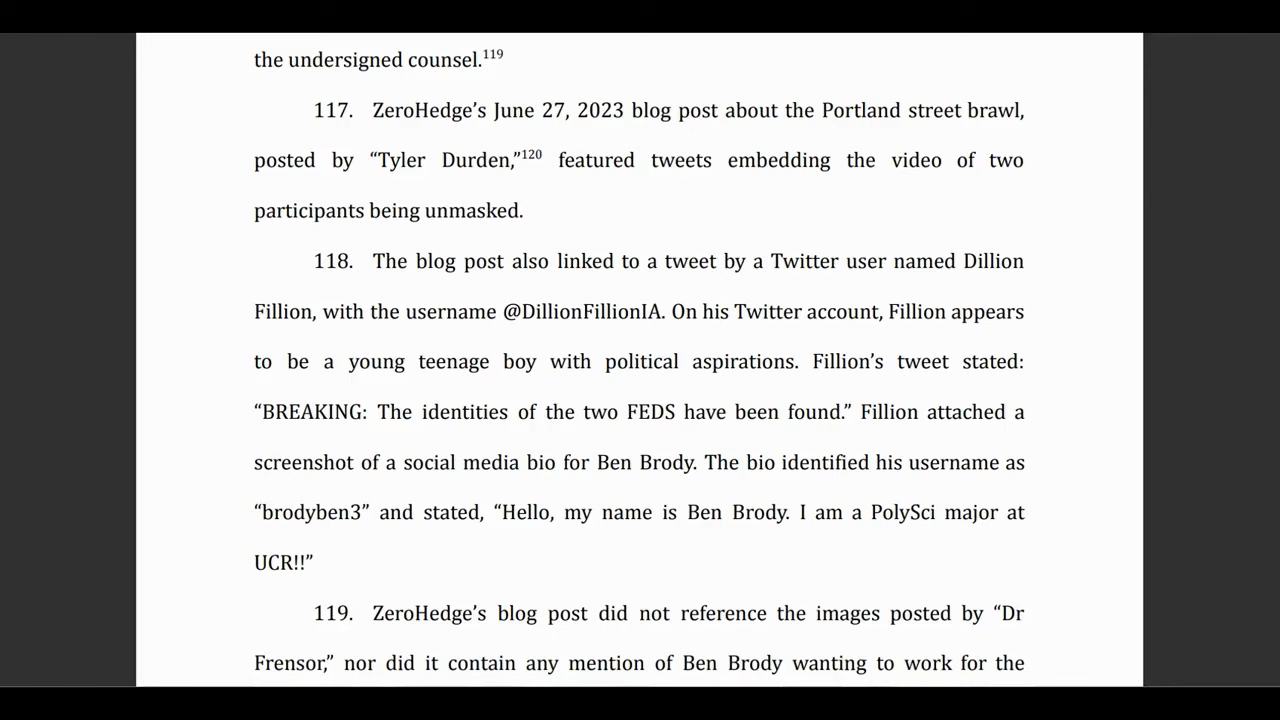 the undersigned counsel.119
117. ZeroHedge’s June 27, 2023 blog post about the Portland street brawl,
posted by “Tyler Durden,”120 featured tweets embedding the video of two
participants being unmasked.
118. The blog post also linked to a tweet by a Twitter user named Dillion
Fillion, with the username @DillionFillionIA. On his Twitter account, Fillion appears
to be a young teenage boy with political aspirations. Fillion’s tweet stated:
“BREAKING: The identities of the two FEDS have been found.” Fillion attached a
screenshot of a social media bio for Ben Brody. The bio identified his username as
“brodyben3” and stated, “Hello, my name is Ben Brody. I am a PolySci major at
UCR!!”
119. ZeroHedge’s blog post did not reference the images posted by “Dr
Frensor,” nor did it contain any mention of Ben Brody wanting to work for the